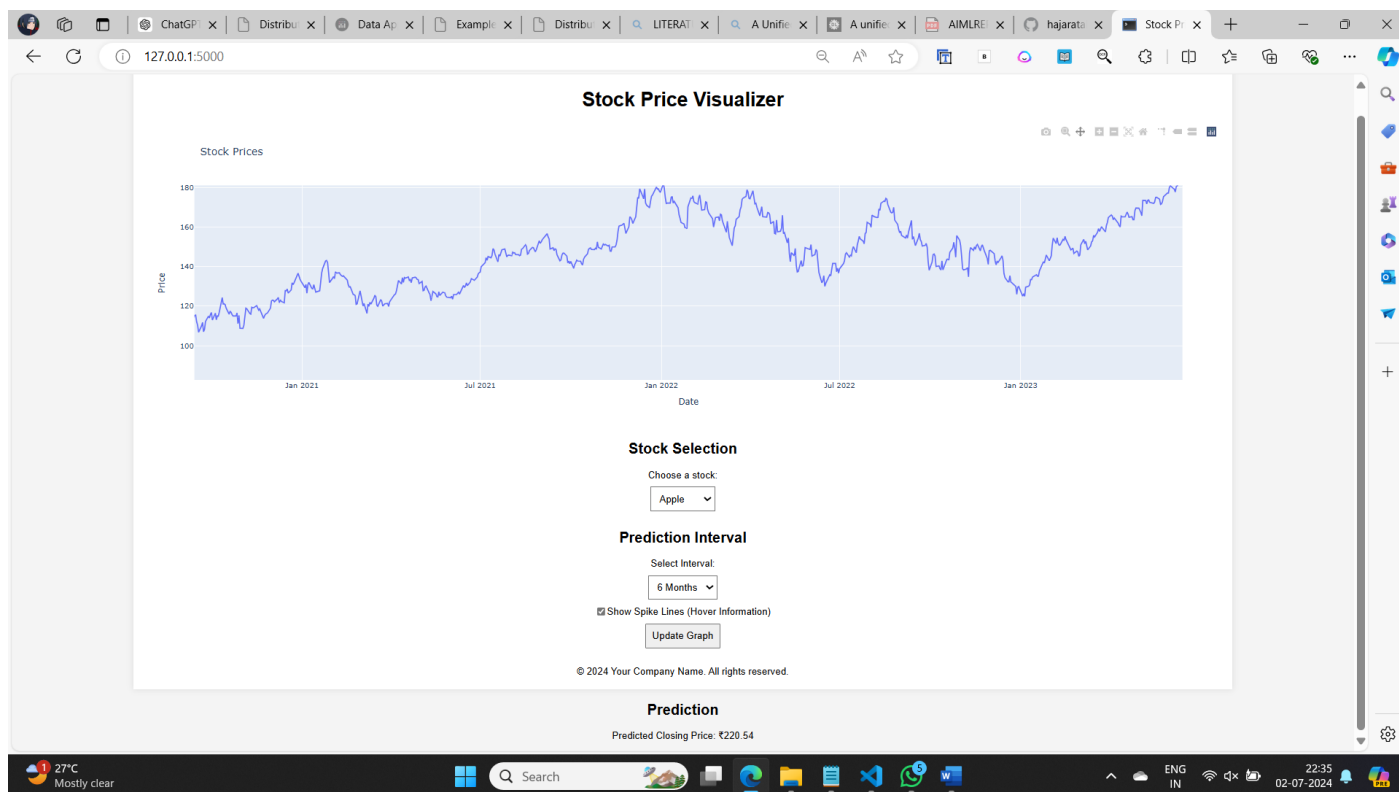 ChatGP
Distribu
Data Ap
Example
Distribu
LITERAT
A Unifie
A unifie
AIMLRE
hajarata
Stock Pr
127.0.0.1:5000
Stock Price Visualizer
Stock Prices
180
160
140
120
100
Price
Jan 2021
Jul 2021
Jan 2022
Jul 2022
Jan 2023
Date
Stock Selection
Choose a stock:
Apple
Prediction Interval
Select Interval:
6 Months
Show Spike Lines (Hover Information)
Update Graph
© 2024 Your Company Name. All rights reserved.
Prediction
Predicted Closing Price: ₹220.54
1
27°C
Mostly clear
Search
5
ENG
IN
22:35
02-07-2024
PRE